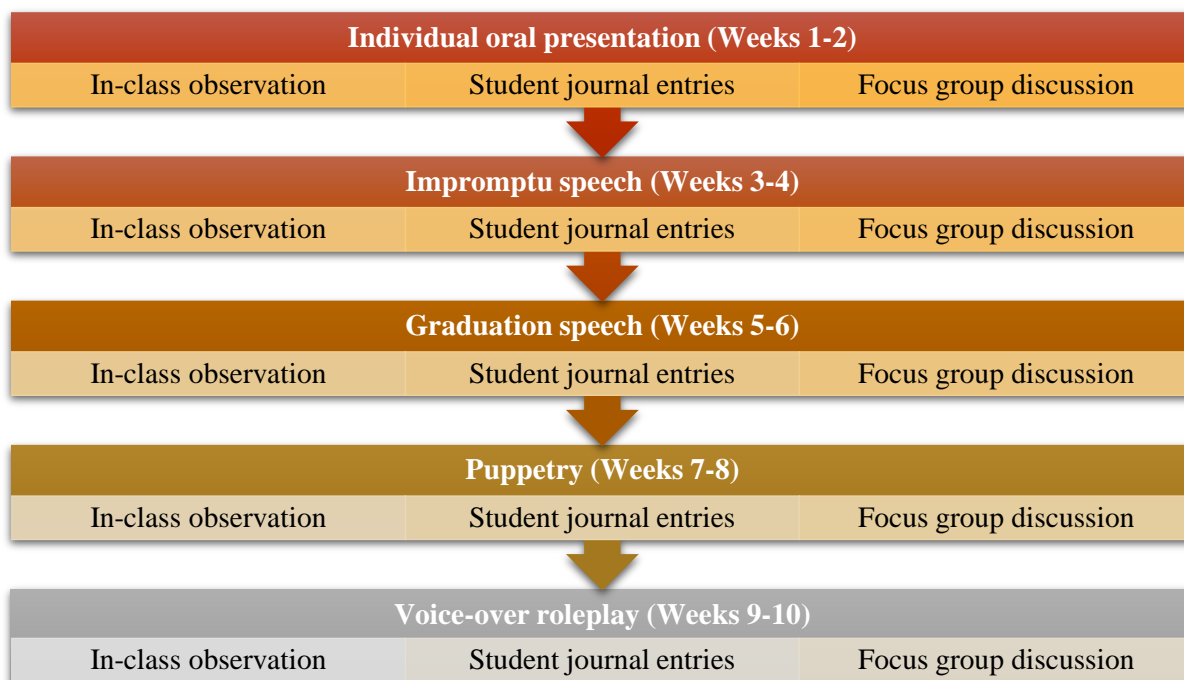 Individual oral presentation (Weeks 1-2)
In-class observation Student journal entries Focus group discussion
Impromptu speech (Weeks 3-4)
In-class observation Student journal entries Focus group discussion
Graduation speech (Weeks 5-6)
In-class observation Student journal entries Focus group discussion
Puppetry (Weeks 7-8)
In-class observation Student journal entries Focus group discussion
Voice-over roleplay (Weeks 9-10)
In-class observation Student journal entries Focus group discussion